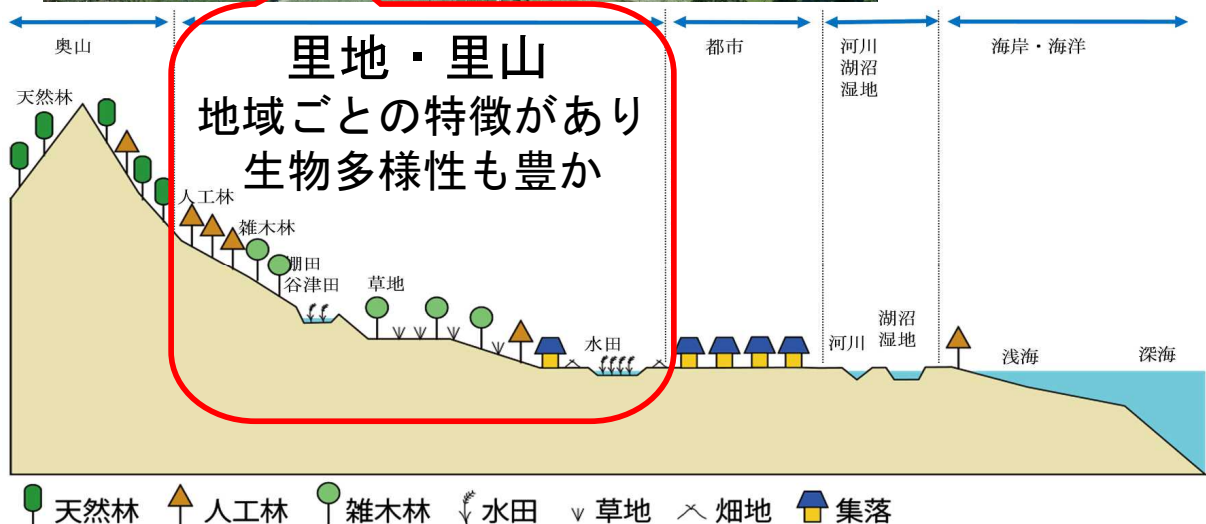 奥山
里地・里山
地域ごとの特徴があり
生物多様性も豊か
都市
河川
湖沼
湿地
海岸・海洋
天然林
人工林
雑木林
棚田
谷津田
草地
水田
河川
湖沼
湿地
浅海
深海
天然林 人工林 雑木林 水田 草地 畑地 集落